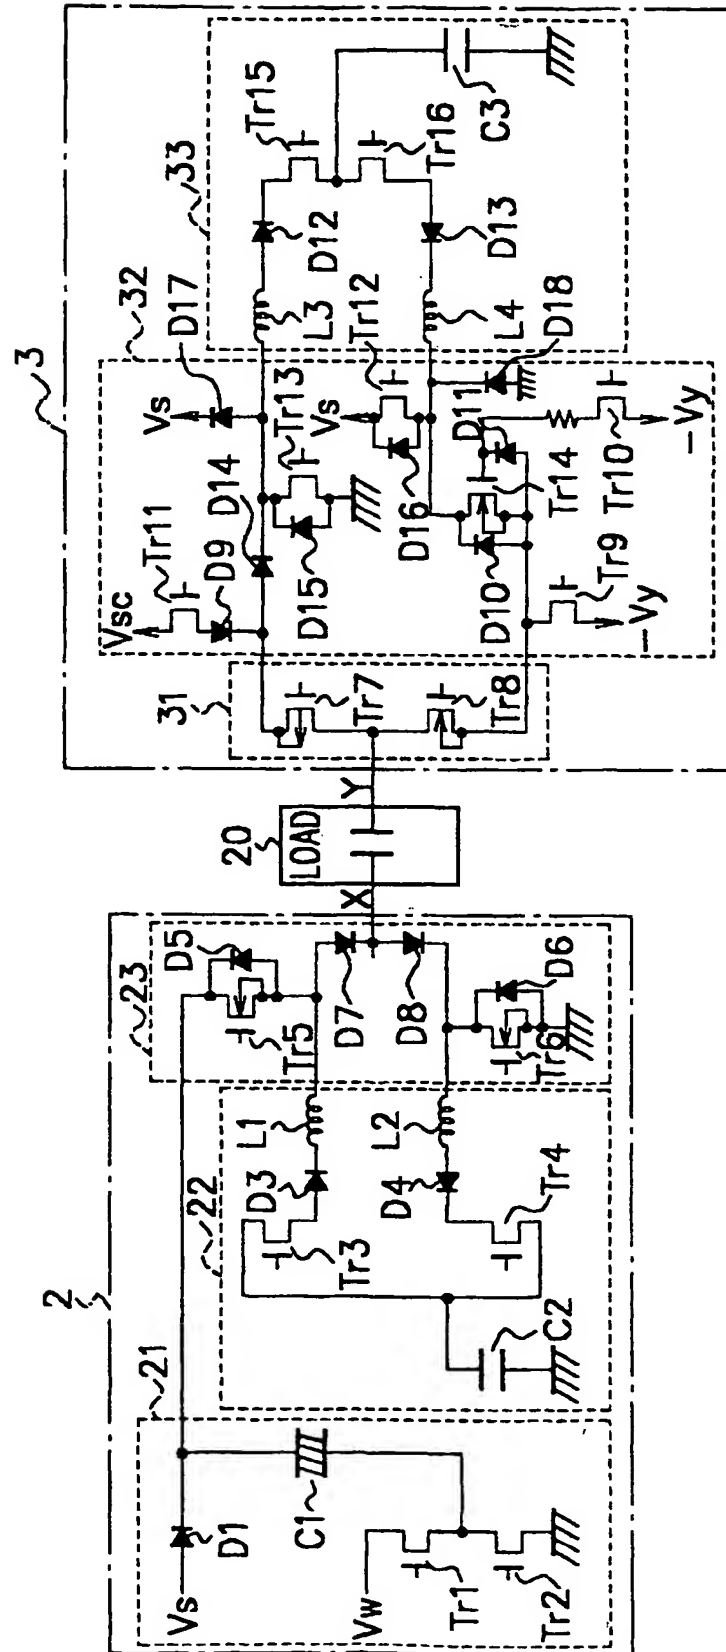 2
21
Vs
D1
C1
Vw
Tr1
Tr2
22
Tr3
D3
L1
D4
L2
Tr4
C2
23
D5
Tr5
D7
D8
D6
Tr6
X
20
LOAD
Y
3
31
Tr7
Tr8
32
Vsc
Tr11
D9
D14
Vs
D17
Tr13
D15
Vs
Tr12
D16
D18
D11
D10
Tr14
Tr9
-Vy
Tr10
-Vy
33
L3
D12
Tr15
L4
D13
Tr16
C3